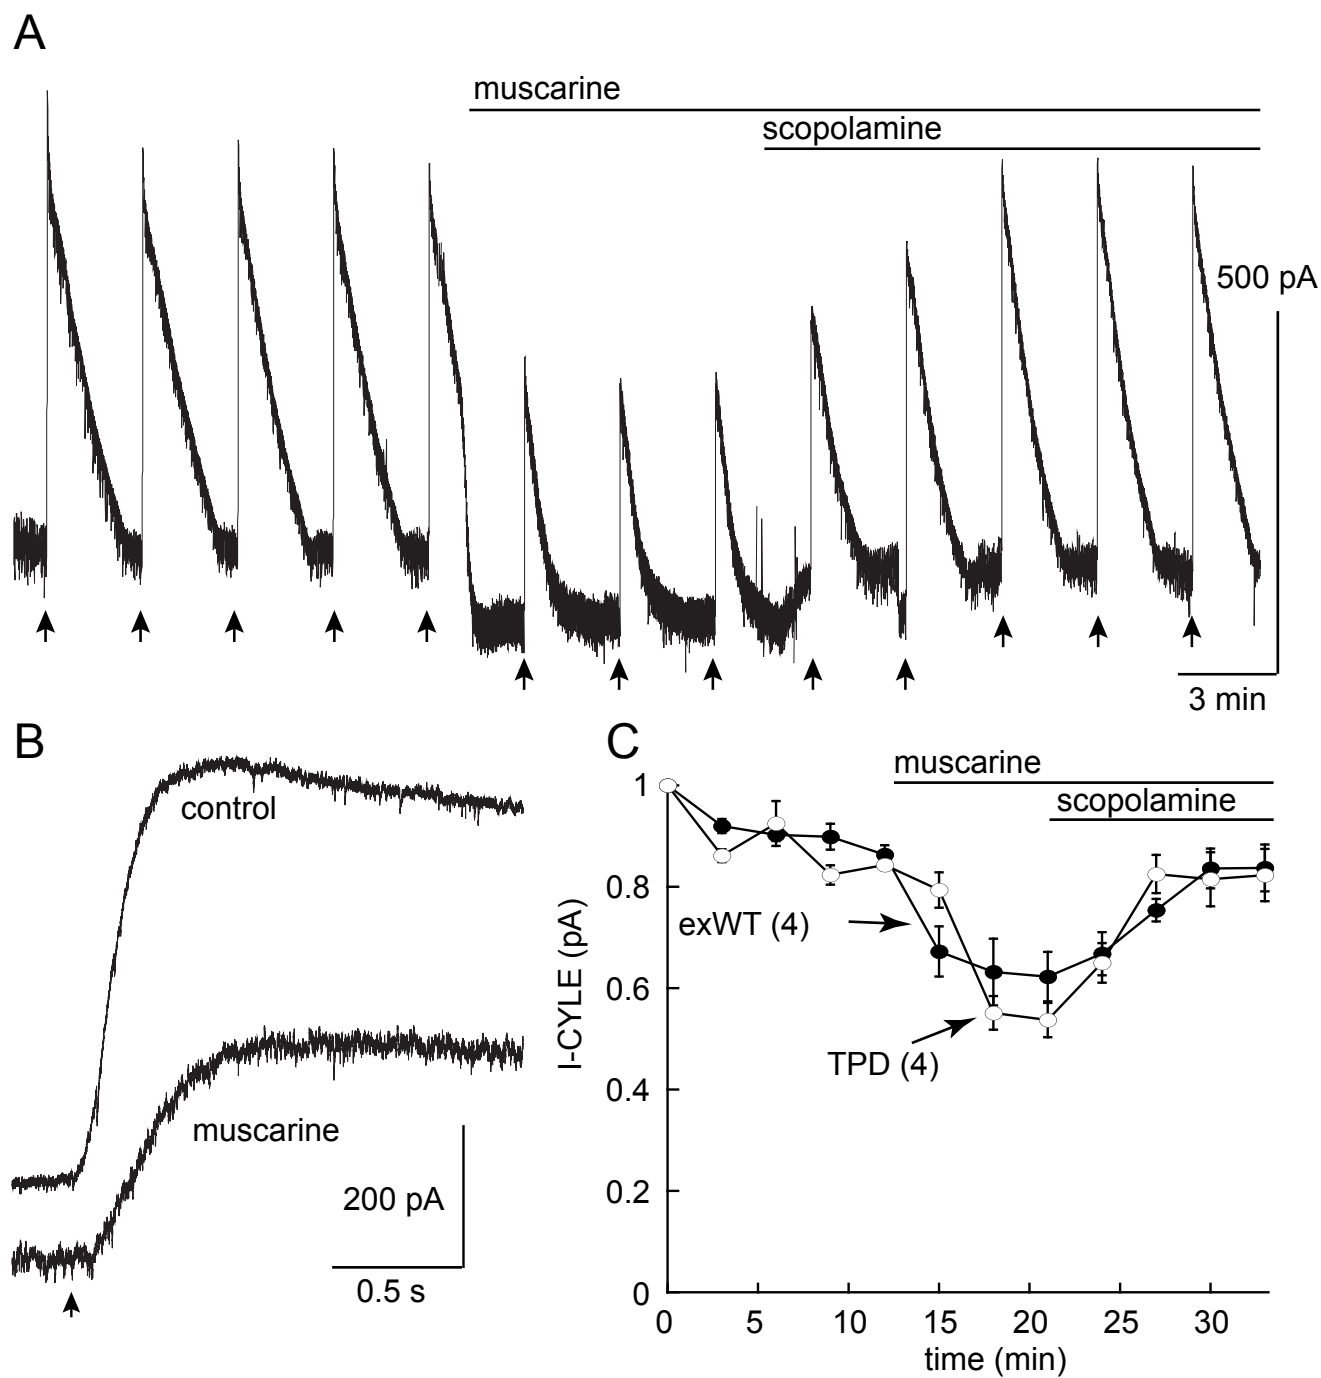 A
muscarine
scopolamine
500 pA
3 min
B
control
muscarine
200 pA
0.5 s
C
muscarine
scopolamine
1
0.8
0.6
0.4
0.2
0
I-CYLE (pA)
exWT (4)
TPD (4)
0 5 10 15 20 25 30
time (min)